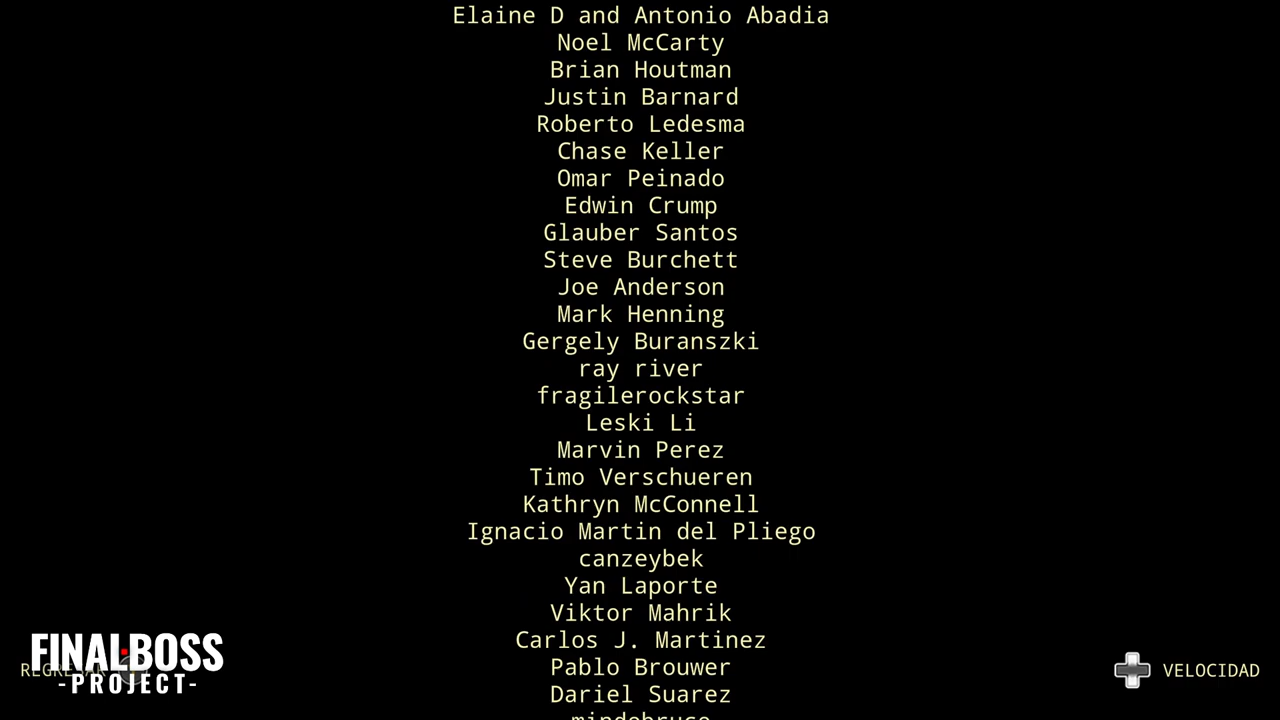 Elaine D and Antonio Abadia
Noel McCarty
Brian Houtman
Justin Barnard
Roberto Ledesma
Chase Keller
Omar Peinado
Edwin Crump
Glauber Santos
Steve Burchett
Joe Anderson
Mark Henning
Gergely Buranszki
ray river
fragilerockstar
Leski Li
Marvin Perez
Timo Verschueren
Kathryn McConnell
Ignacio Martin del Pliego
canzeybek
Yan Laporte
Viktor Mahrik
Carlos J. Martinez
Pablo Brouwer
Dariel Suarez
FINAL BOSS
-PROJECT-
VELOCIDAD